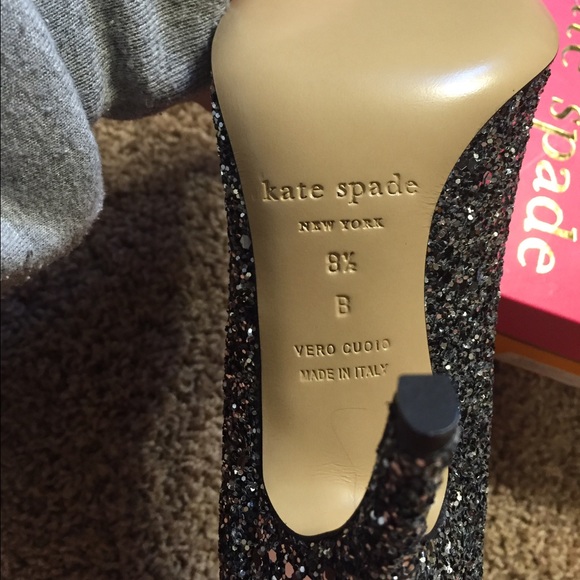 kate spade
NEW YORK
8½
B
VERO CUOIO
MADE IN ITALY
spade